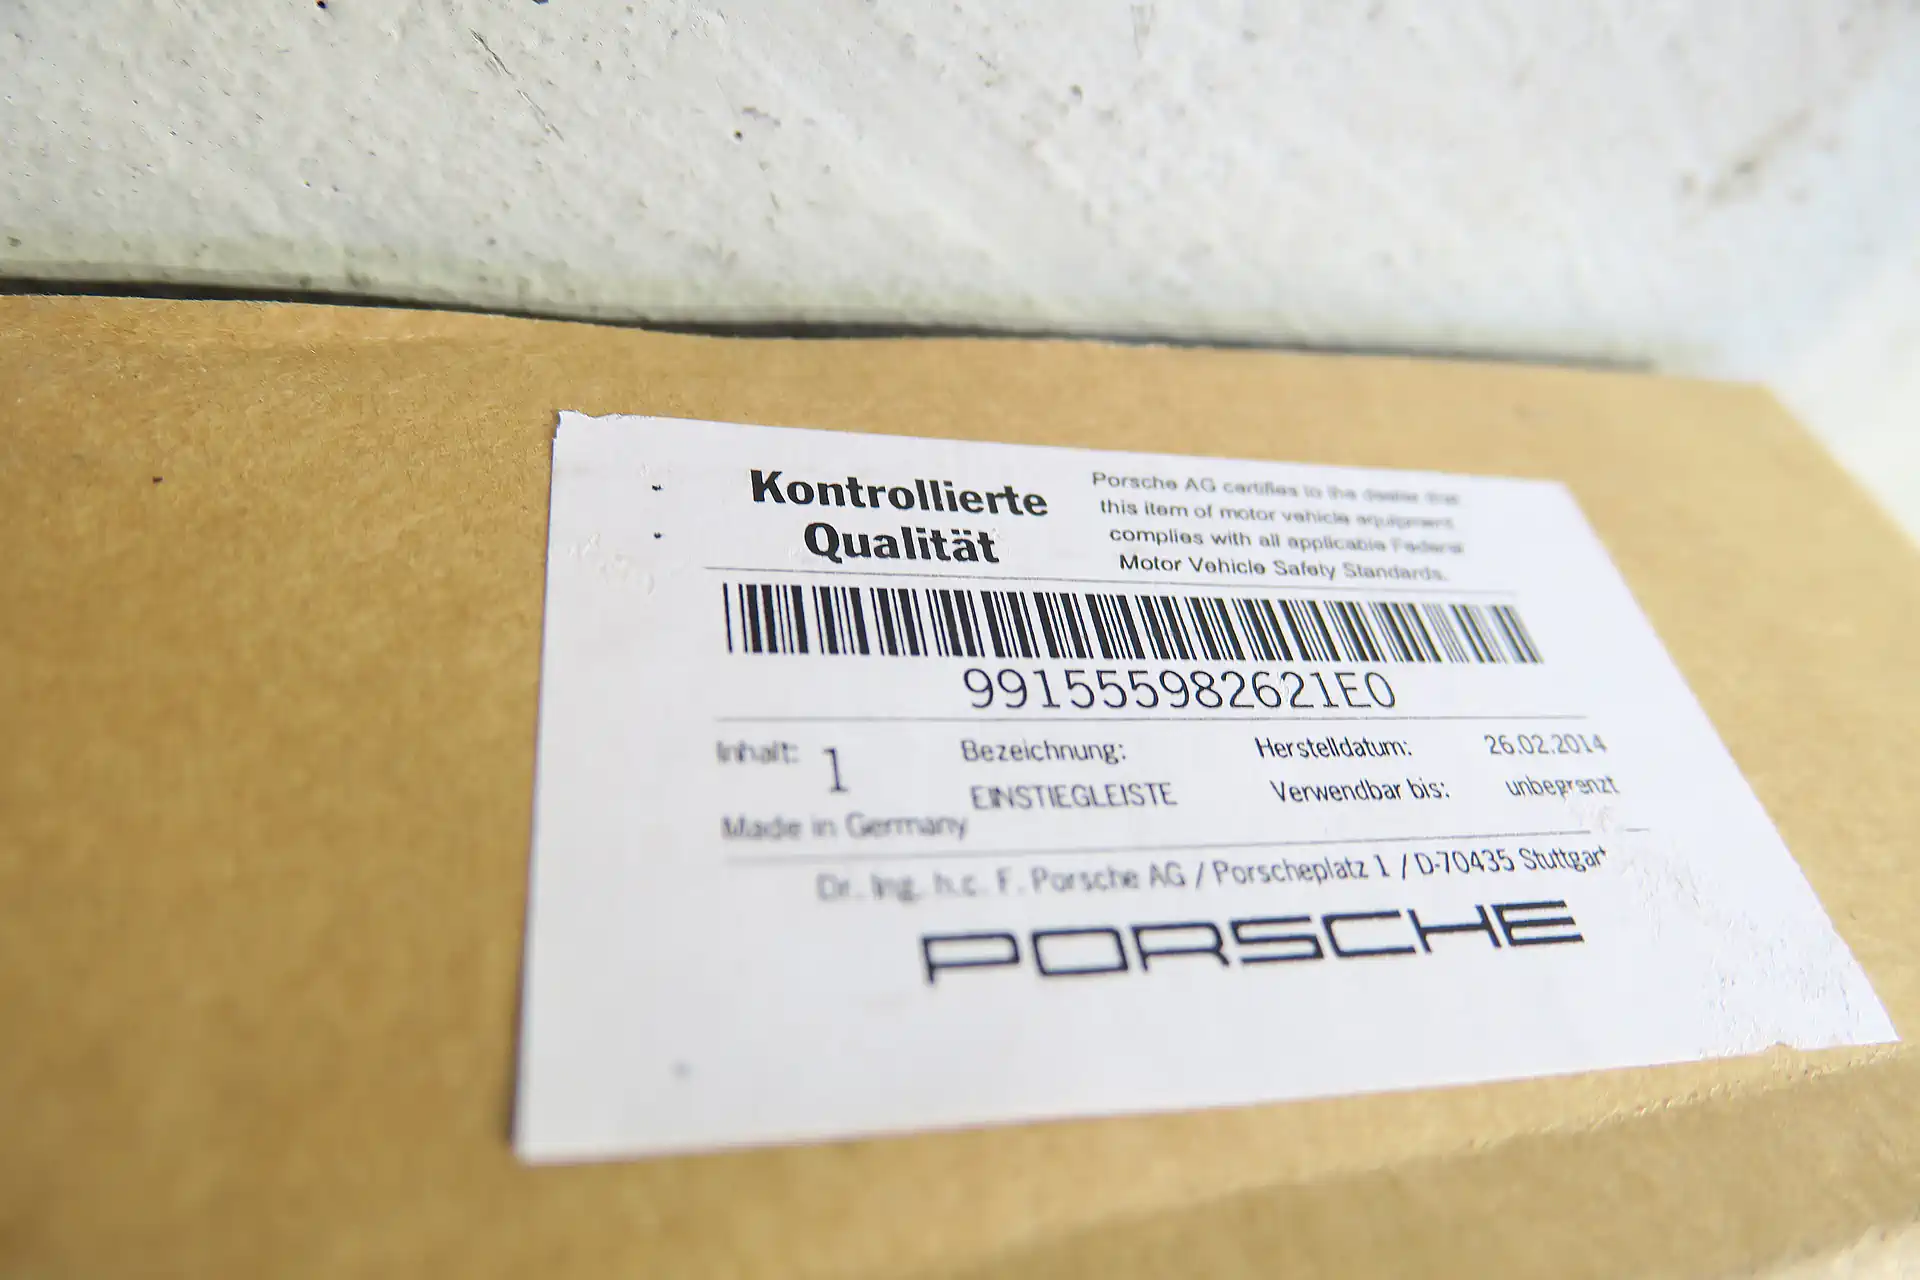 Kontrollierte
Qualität
Porsche AG certifies to the dealer that
this item of motor vehicle equipment
complies with all applicable Federal
Motor Vehicle Safety Standards.
991555982621E0
Inhalt: 1
Bezeichnung:
EINSTIEGLEISTE
Herstelldatum: 26.02.2014
Verwendbar bis: unbegrenzt
Made in Germany
Dr. Ing. h.c. F. Porsche AG / Porscheplatz 1 / D-70435 Stuttgart
PORSCHE